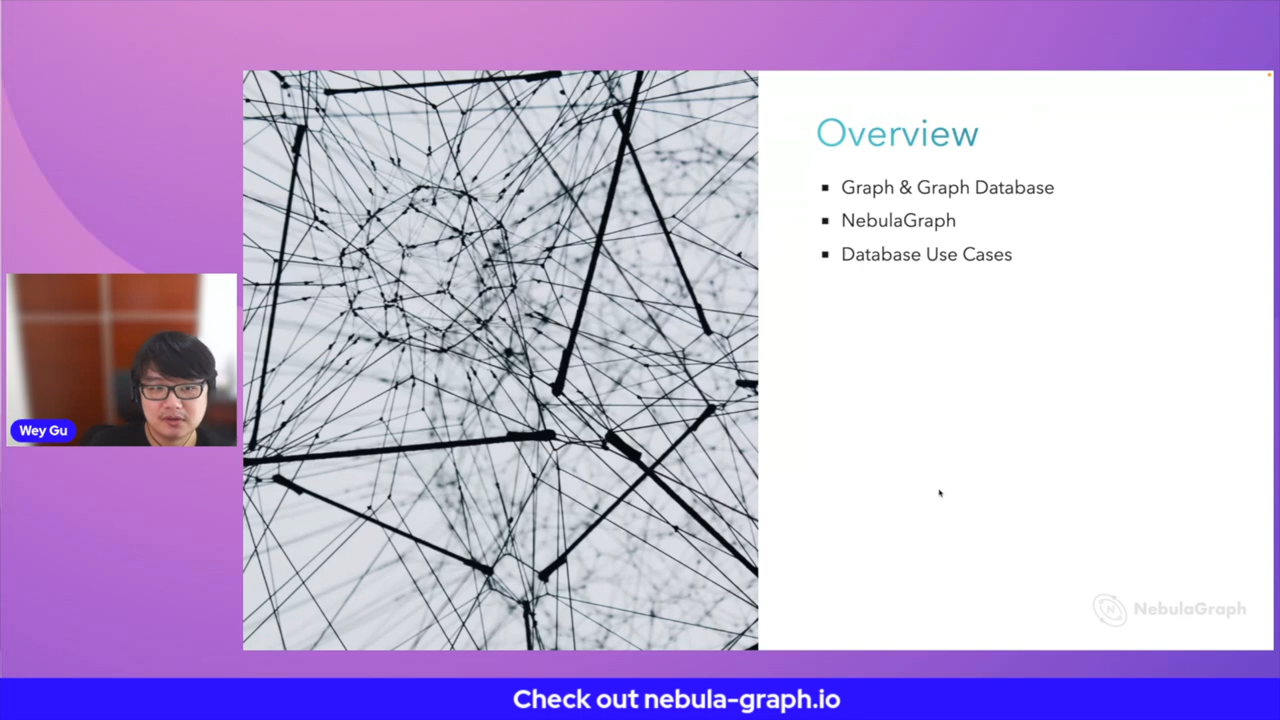 Overview
Graph & Graph Database
NebulaGraph
Database Use Cases
Wey Gu
N NebulaGraph
Check out nebula-graph.io